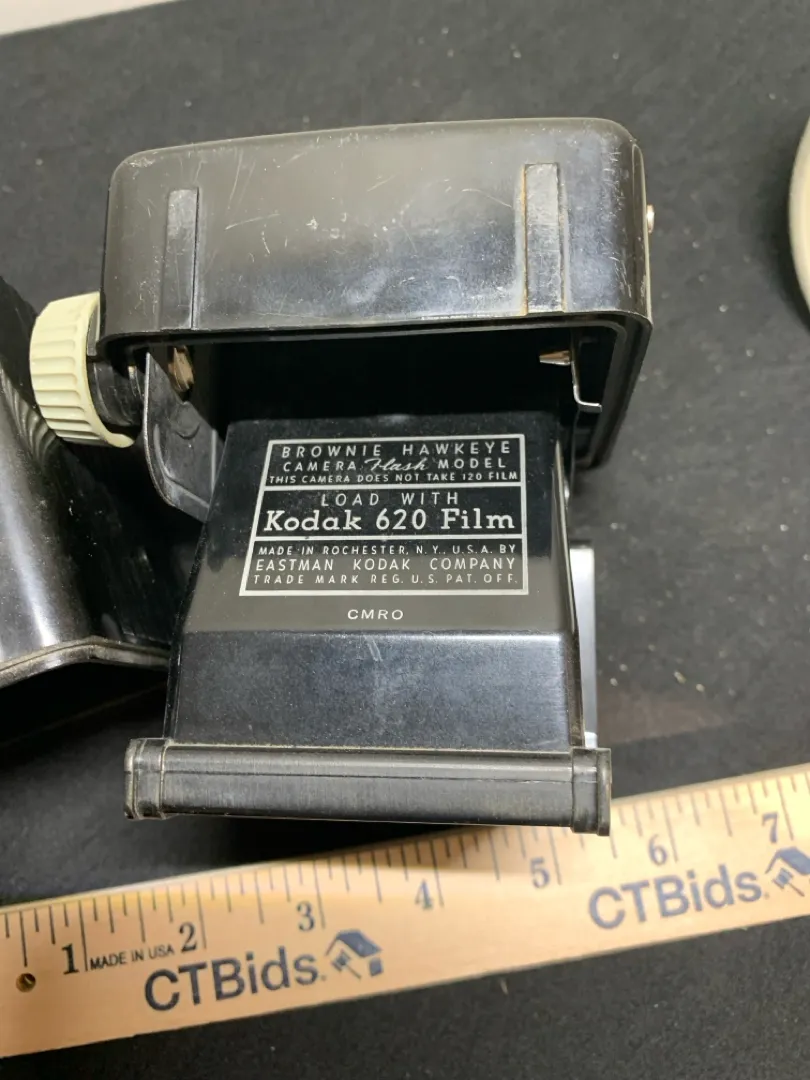 BROWNIE HAWKEYE
CAMERA Flash MODEL
THIS CAMERA DOES NOT TAKE 120 FILM
LOAD WITH
Kodak 620 Film
MADE IN ROCHESTER, N.Y., U.S.A. BY
EASTMAN KODAK COMPANY
TRADE MARK REG. U.S. PAT. OFF.
CMRO
1 MADE IN USA 2 3 4 5 6 7
CTBids. CTBids.